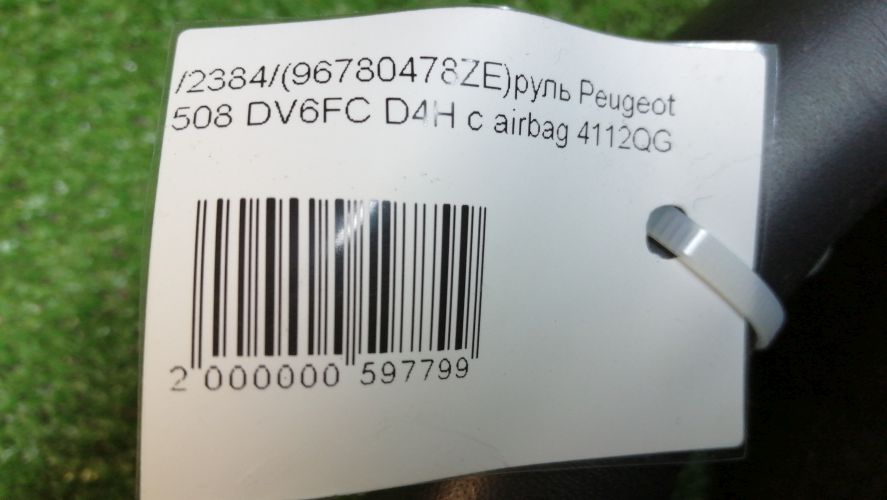 /2384/(96780478ZE)руль Peugeot
508 DV6FC D4H с airbag 4112QG
2 000000 597799